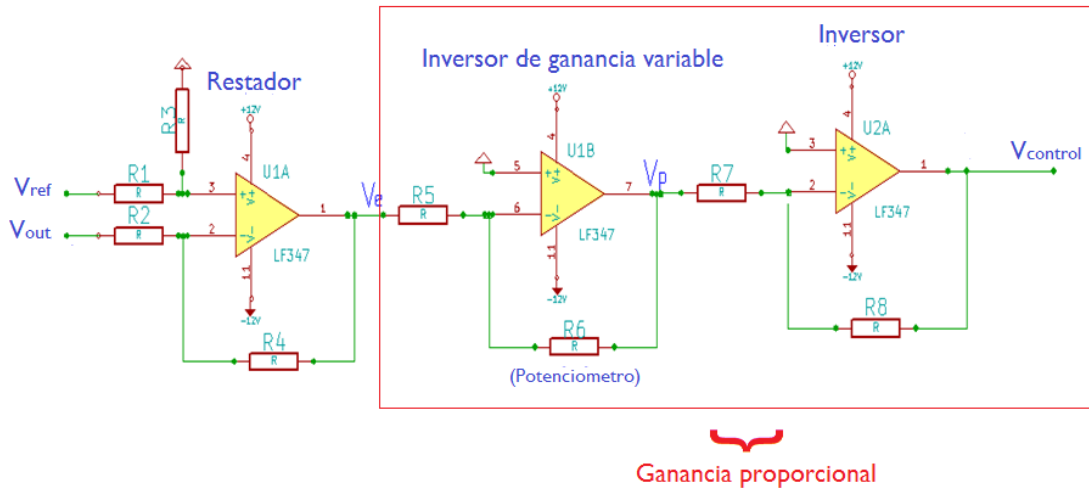 Inversor
Inversor de ganancia variable
Restador
+12V
+12V
+12V
R3
R
4
4
4
U2A
U1A
U1B
3
V+
1
Vcontrol
Vref
R1
R
3
V+
5
V+
7
Vp
R7
R
2
V-
Vout
R2
R
2
V-
1
Ve
R5
R
6
V-
LF347
LF347
LF347
11
11
11
-12V
-12V
-12V
R4
R
R6
R
R8
R
(Potenciometro)
Ganancia proporcional